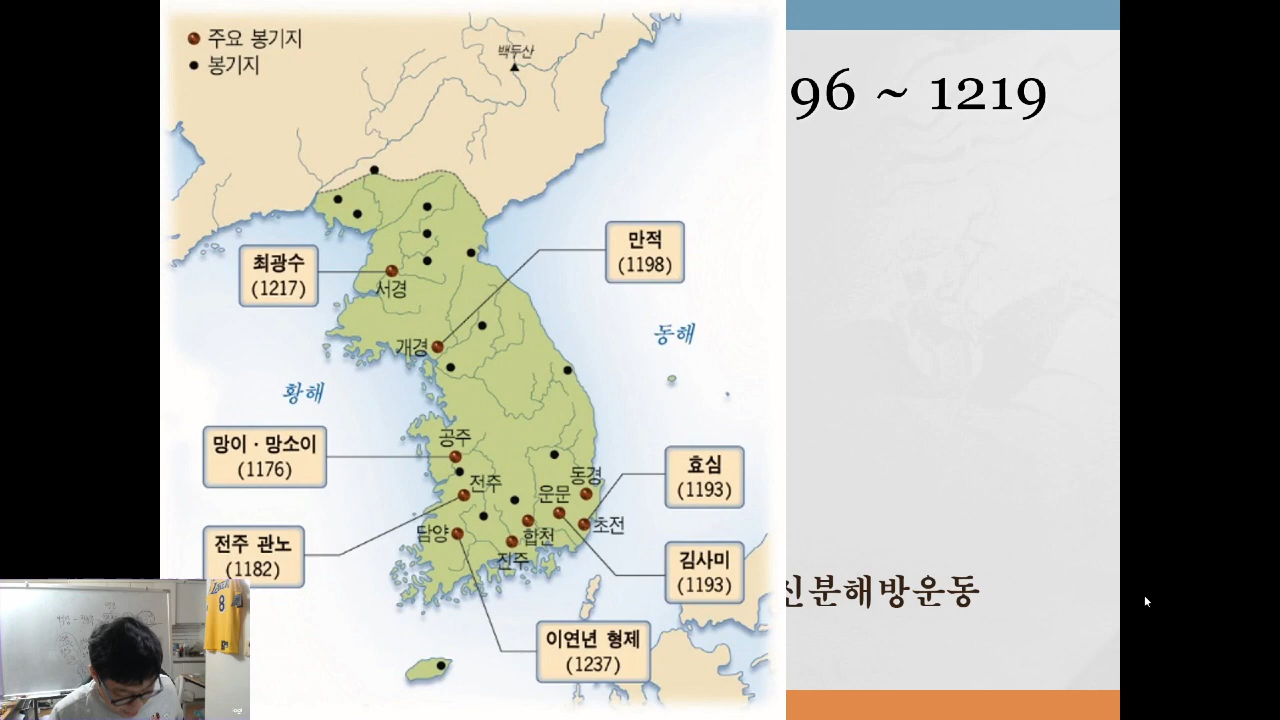 주요 봉기지
봉기지
백두산
96 ~ 1219
만적
(1198)
최광수
(1217)
서경
개경
동해
황해
망이·망소이
(1176)
공주
전주
동경
운문
효심
(1193)
초전
담양
합천
진주
전주 관노
(1182)
김사미
(1193)
신분해방운동
이연년 형제
(1237)
8